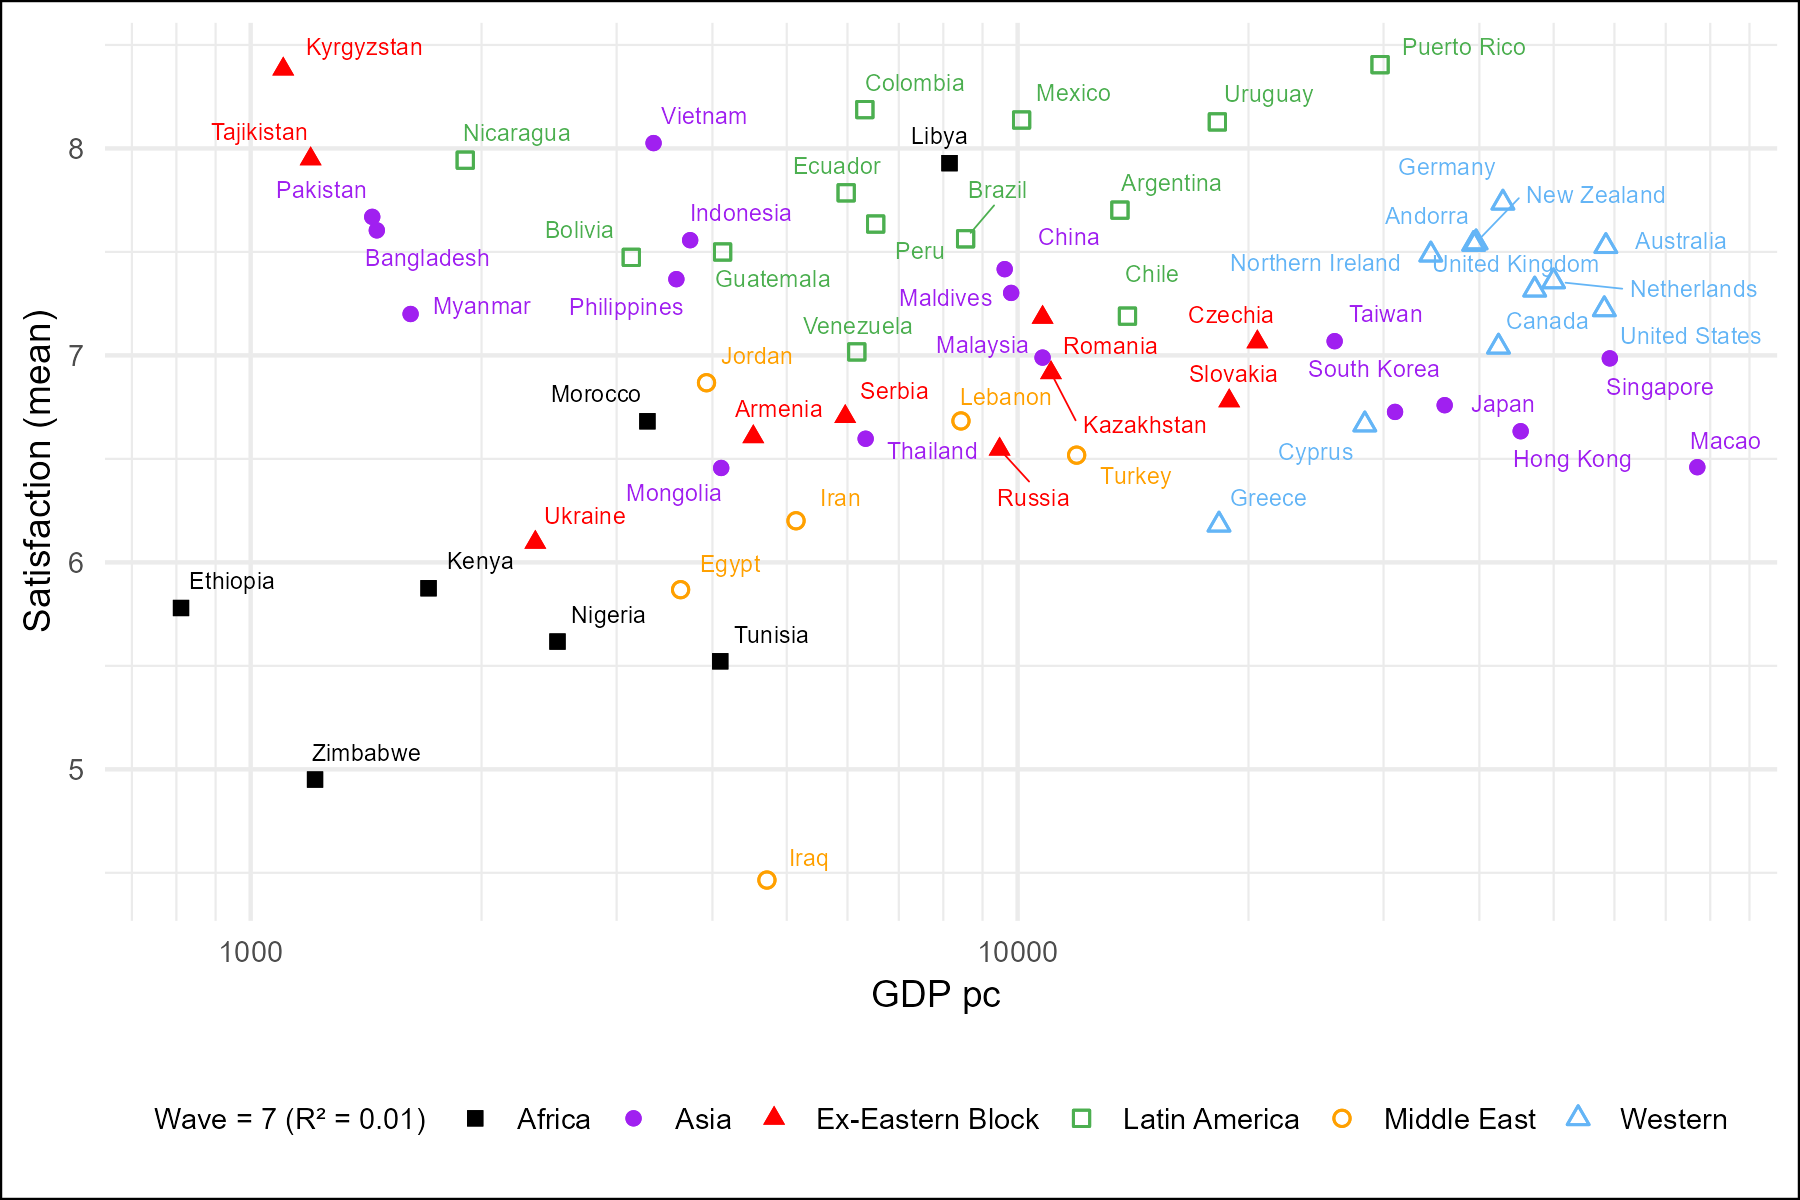 Kyrgyzstan
Puerto Rico
Colombia
Mexico
Uruguay
Vietnam
Tajikistan
Nicaragua
Libya
8
Ecuador
Germany
Pakistan
Brazil
Argentina
New Zealand
Indonesia
Andorra
Bolivia
China
Australia
Peru
Bangladesh
Northern Ireland
United Kingdom
Guatemala
Chile
Netherlands
Myanmar
Philippines
Maldives
Venezuela
Czechia
Taiwan
Canada
Malaysia
Romania
United States
7
Jordan
South Korea
Slovakia
Singapore
Morocco
Serbia
Lebanon
Armenia
Japan
Kazakhstan
Macao
Thailand
Cyprus
Hong Kong
Turkey
Mongolia
Iran
Russia
Greece
Ukraine
Kenya
Egypt
6
Ethiopia
Nigeria
Tunisia
Zimbabwe
5
Iraq
Satisfaction (mean)
1000
10000
GDP pc
Wave = 7 (R² = 0.01) Africa Asia Ex-Eastern Block Latin America Middle East Western